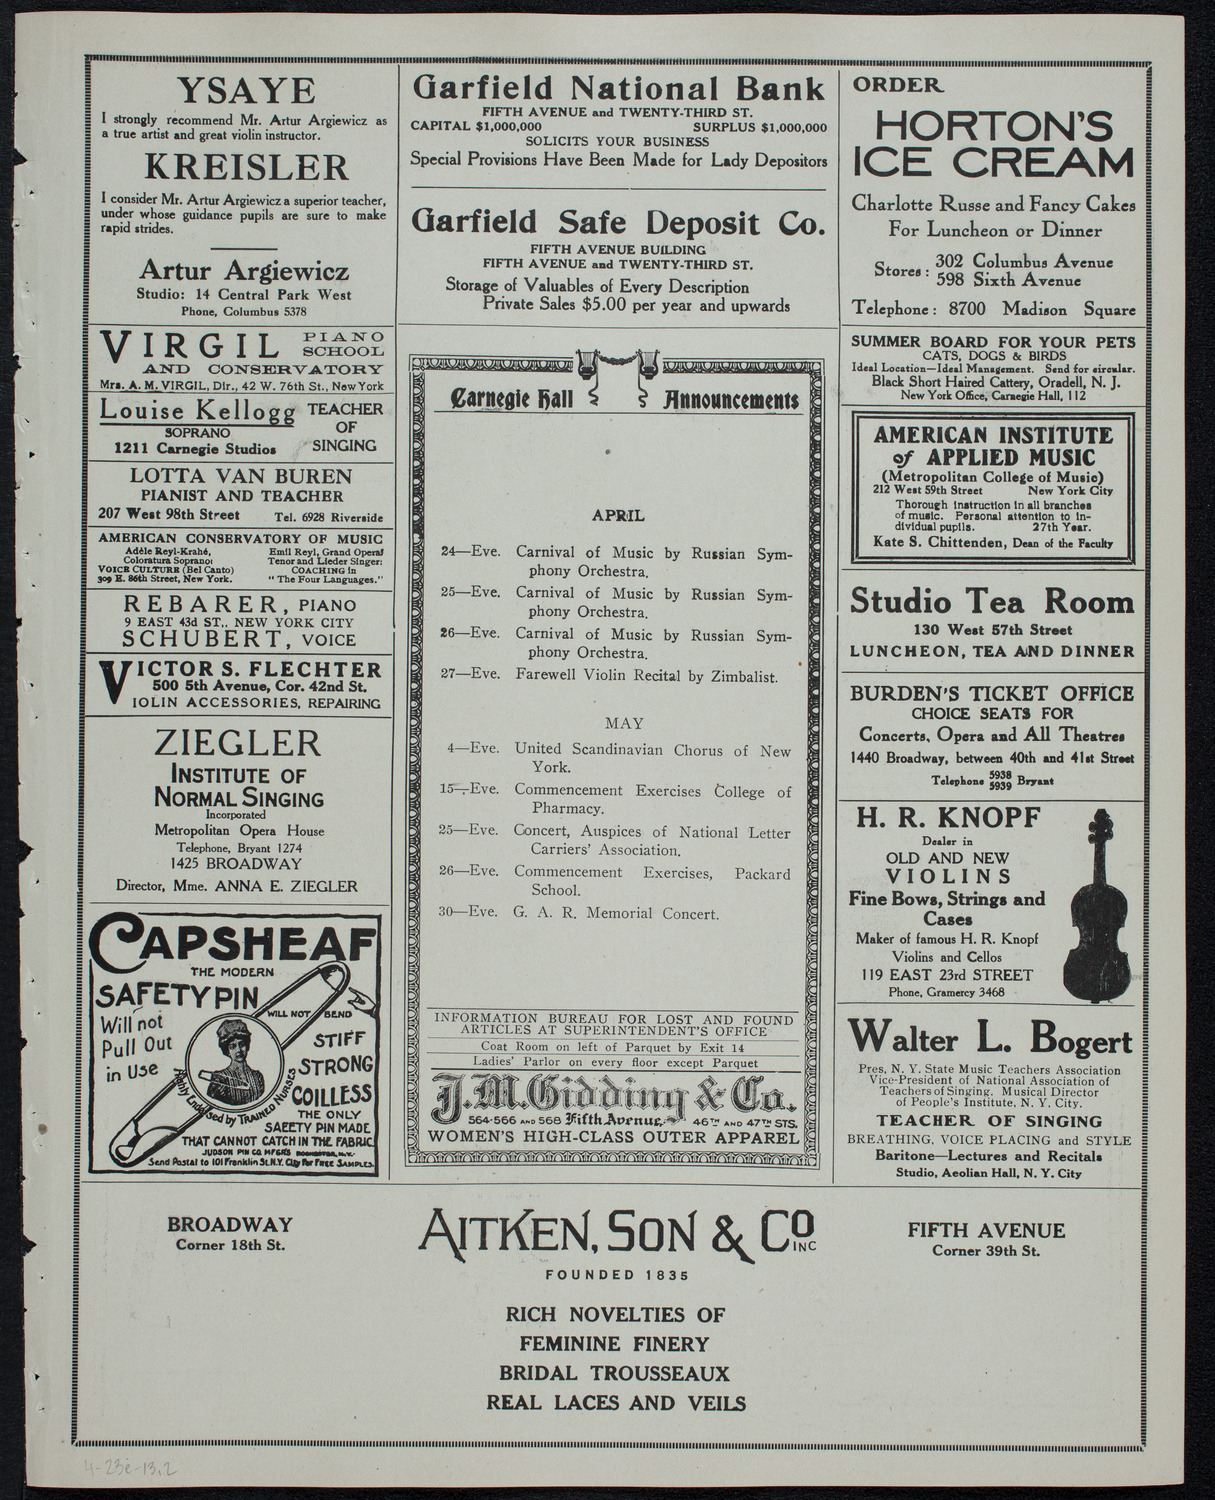 YSAYE
I strongly recommend Mr. Artur Argiewicz as
a true artist and great violin instructor.
KREISLER
I consider Mr. Artur Argiewicz a superior teacher,
under whose guidance pupils are sure to make
rapid strides.
Artur Argiewicz
Studio: 14 Central Park West
Phone, Columbus 5378
VIRGIL PIANO SCHOOL
AND CONSERVATORY
Mrs. A. M. VIRGIL, Dir., 42 W. 76th St., New York
Louise Kellogg TEACHER
SOPRANO OF
1211 Carnegie Studios SINGING
LOTTA VAN BUREN
PIANIST AND TEACHER
207 West 98th Street Tel. 6928 Riverside
AMERICAN CONSERVATORY OF MUSIC
Adèle Reyl-Krahé, Emil Reyl, Grand Opera
Coloratura Soprano: Tenor and Lieder Singer:
VOICE CULTURE (Bel Canto) COACHING in
309 E. 86th Street, New York. "The Four Languages."
REBARER, PIANO
9 EAST 43d ST., NEW YORK CITY
SCHUBERT, VOICE
VICTOR S. FLECHTER
500 5th Avenue, Cor. 42nd St.
VIOLIN ACCESSORIES, REPAIRING
ZIEGLER
INSTITUTE OF
NORMAL SINGING
Incorporated
Metropolitan Opera House
Telephone, Bryant 1274
1425 BROADWAY
Director, Mme. ANNA E. ZIEGLER
CAPSHEAF
THE MODERN
SAFETY PIN
WILL NOT BEND
Will not
Pull Out
in Use
STIFF
STRONG
COILLESS
Highly Endorsed by TRAINED NURSES
THE ONLY
SAFETY PIN MADE
THAT CANNOT CATCH IN THE FABRIC.
JUDSON PIN CO. MFGRS ROCHESTER, N.Y.
Send Postal to 101 Franklin St. N.Y. City For FREE SAMPLES.
Garfield National Bank
FIFTH AVENUE and TWENTY-THIRD ST.
CAPITAL $1,000,000 SURPLUS $1,000,000
SOLICITS YOUR BUSINESS
Special Provisions Have Been Made for Lady Depositors
Garfield Safe Deposit Co.
FIFTH AVENUE BUILDING
FIFTH AVENUE and TWENTY-THIRD ST.
Storage of Valuables of Every Description
Private Sales $5.00 per year and upwards
Carnegie Hall Announcements
APRIL
24—Eve. Carnival of Music by Russian Sym-
phony Orchestra.
25—Eve. Carnival of Music by Russian Sym-
phony Orchestra.
26—Eve. Carnival of Music by Russian Sym-
phony Orchestra.
27—Eve. Farewell Violin Recital by Zimbalist.
MAY
4—Eve. United Scandinavian Chorus of New
York.
15—Eve. Commencement Exercises College of
Pharmacy.
25—Eve. Concert, Auspices of National Letter
Carriers' Association.
26—Eve. Commencement Exercises, Packard
School.
30—Eve. G. A. R. Memorial Concert.
INFORMATION BUREAU FOR LOST AND FOUND
ARTICLES AT SUPERINTENDENT'S OFFICE
Coat Room on left of Parquet by Exit 14
Ladies' Parlor on every floor except Parquet
J. M. Gidding & Co.
564-566 AND 568 Fifth Avenue, 46TH AND 47TH STS.
WOMEN'S HIGH-CLASS OUTER APPAREL
ORDER
HORTON'S
ICE CREAM
Charlotte Russe and Fancy Cakes
For Luncheon or Dinner
Stores: 302 Columbus Avenue
598 Sixth Avenue
Telephone: 8700 Madison Square
SUMMER BOARD FOR YOUR PETS
CATS, DOGS & BIRDS
Ideal Location—Ideal Management. Send for circular.
Black Short Haired Cattery, Oradell, N. J.
New York Office, Carnegie Hall, 112
AMERICAN INSTITUTE
of APPLIED MUSIC
(Metropolitan College of Music)
212 West 59th Street New York City
Thorough instruction in all branches
of music. Personal attention to in-
dividual pupils. 27th Year.
Kate S. Chittenden, Dean of the Faculty
Studio Tea Room
130 West 57th Street
LUNCHEON, TEA AND DINNER
BURDEN'S TICKET OFFICE
CHOICE SEATS FOR
Concerts, Opera and All Theatres
1440 Broadway, between 40th and 41st Street
Telephone 5938 5939 Bryant
H. R. KNOPF
Dealer in
OLD AND NEW
VIOLINS
Fine Bows, Strings and
Cases
Maker of famous H. R. Knopf
Violins and Cellos
119 EAST 23rd STREET
Phone, Gramercy 3468
Walter L. Bogert
Pres, N. Y. State Music Teachers Association
Vice-President of National Association of
Teachers of Singing. Musical Director
of People's Institute, N. Y. City.
TEACHER OF SINGING
BREATHING, VOICE PLACING and STYLE
Baritone—Lectures and Recitals
Studio, Aeolian Hall, N. Y. City
BROADWAY
Corner 18th St.
AITKEN, SON & CO INC
FOUNDED 1835
FIFTH AVENUE
Corner 39th St.
RICH NOVELTIES OF
FEMININE FINERY
BRIDAL TROUSSEAUX
REAL LACES AND VEILS
4-23e-13.2